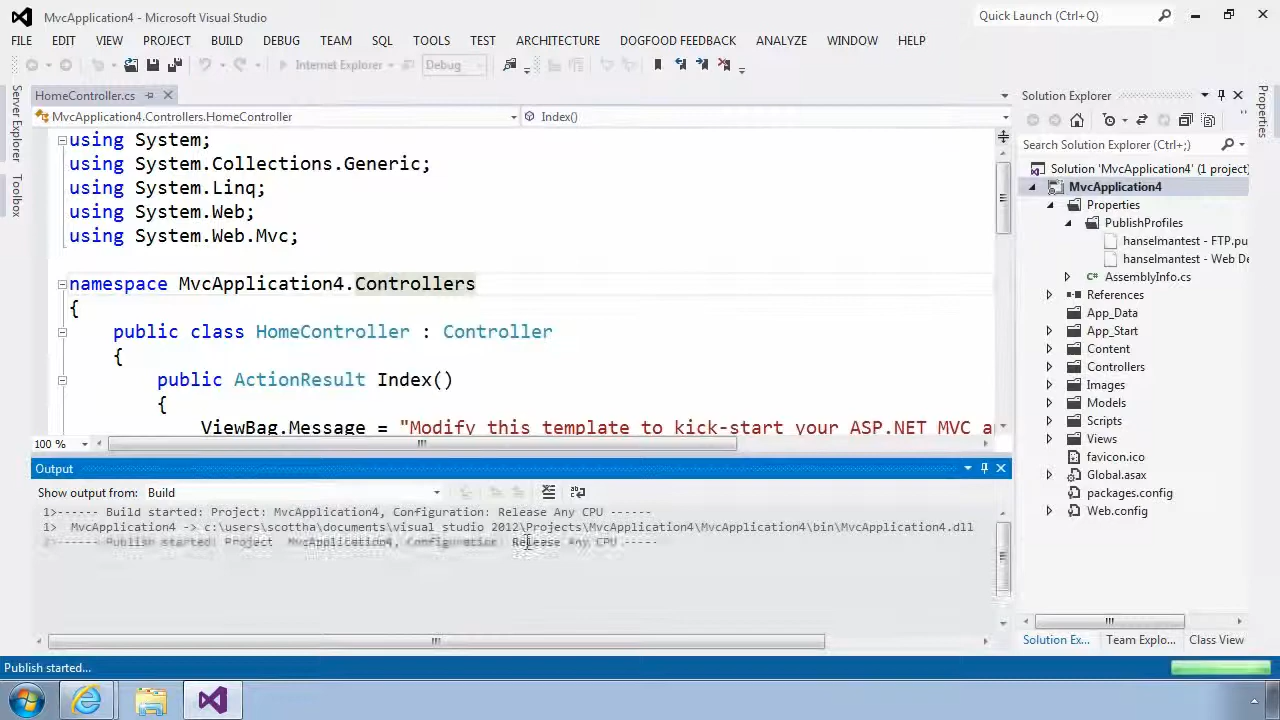 MvcApplication4 - Microsoft Visual Studio
Quick Launch (Ctrl+Q)
FILE EDIT VIEW PROJECT BUILD DEBUG TEAM SQL TOOLS TEST ARCHITECTURE DOGFOOD FEEDBACK ANALYZE WINDOW HELP
Internet Explorer Debug
Server Explorer
Toolbox
HomeController.cs
MvcApplication4.Controllers.HomeController
Index()
using System;
using System.Collections.Generic;
using System.Linq;
using System.Web;
using System.Web.Mvc;
namespace MvcApplication4.Controllers
{
public class HomeController : Controller
{
public ActionResult Index()
{
ViewBag.Message = "Modify this template to kick-start your ASP.NET MVC a
100 %
Output
Show output from: Build
1>------ Build started: Project: MvcApplication4, Configuration: Release Any CPU ------
1>  MvcApplication4 -> c:\users\scottha\documents\visual studio 2012\Projects\MvcApplication4\MvcApplication4\bin\MvcApplication4.dll
2>------ Publish started: Project: MvcApplication4, Configuration: Release Any CPU ------
Solution Explorer
Search Solution Explorer (Ctrl+;)
Solution 'MvcApplication4' (1 project)
MvcApplication4
Properties
PublishProfiles
hanselmantest - FTP.pu
hanselmantest - Web De
C# AssemblyInfo.cs
References
App_Data
App_Start
Content
Controllers
Images
Models
Scripts
Views
favicon.ico
Global.asax
packages.config
Web.config
Solution Ex... Team Explo... Class View
Properties
Publish started...